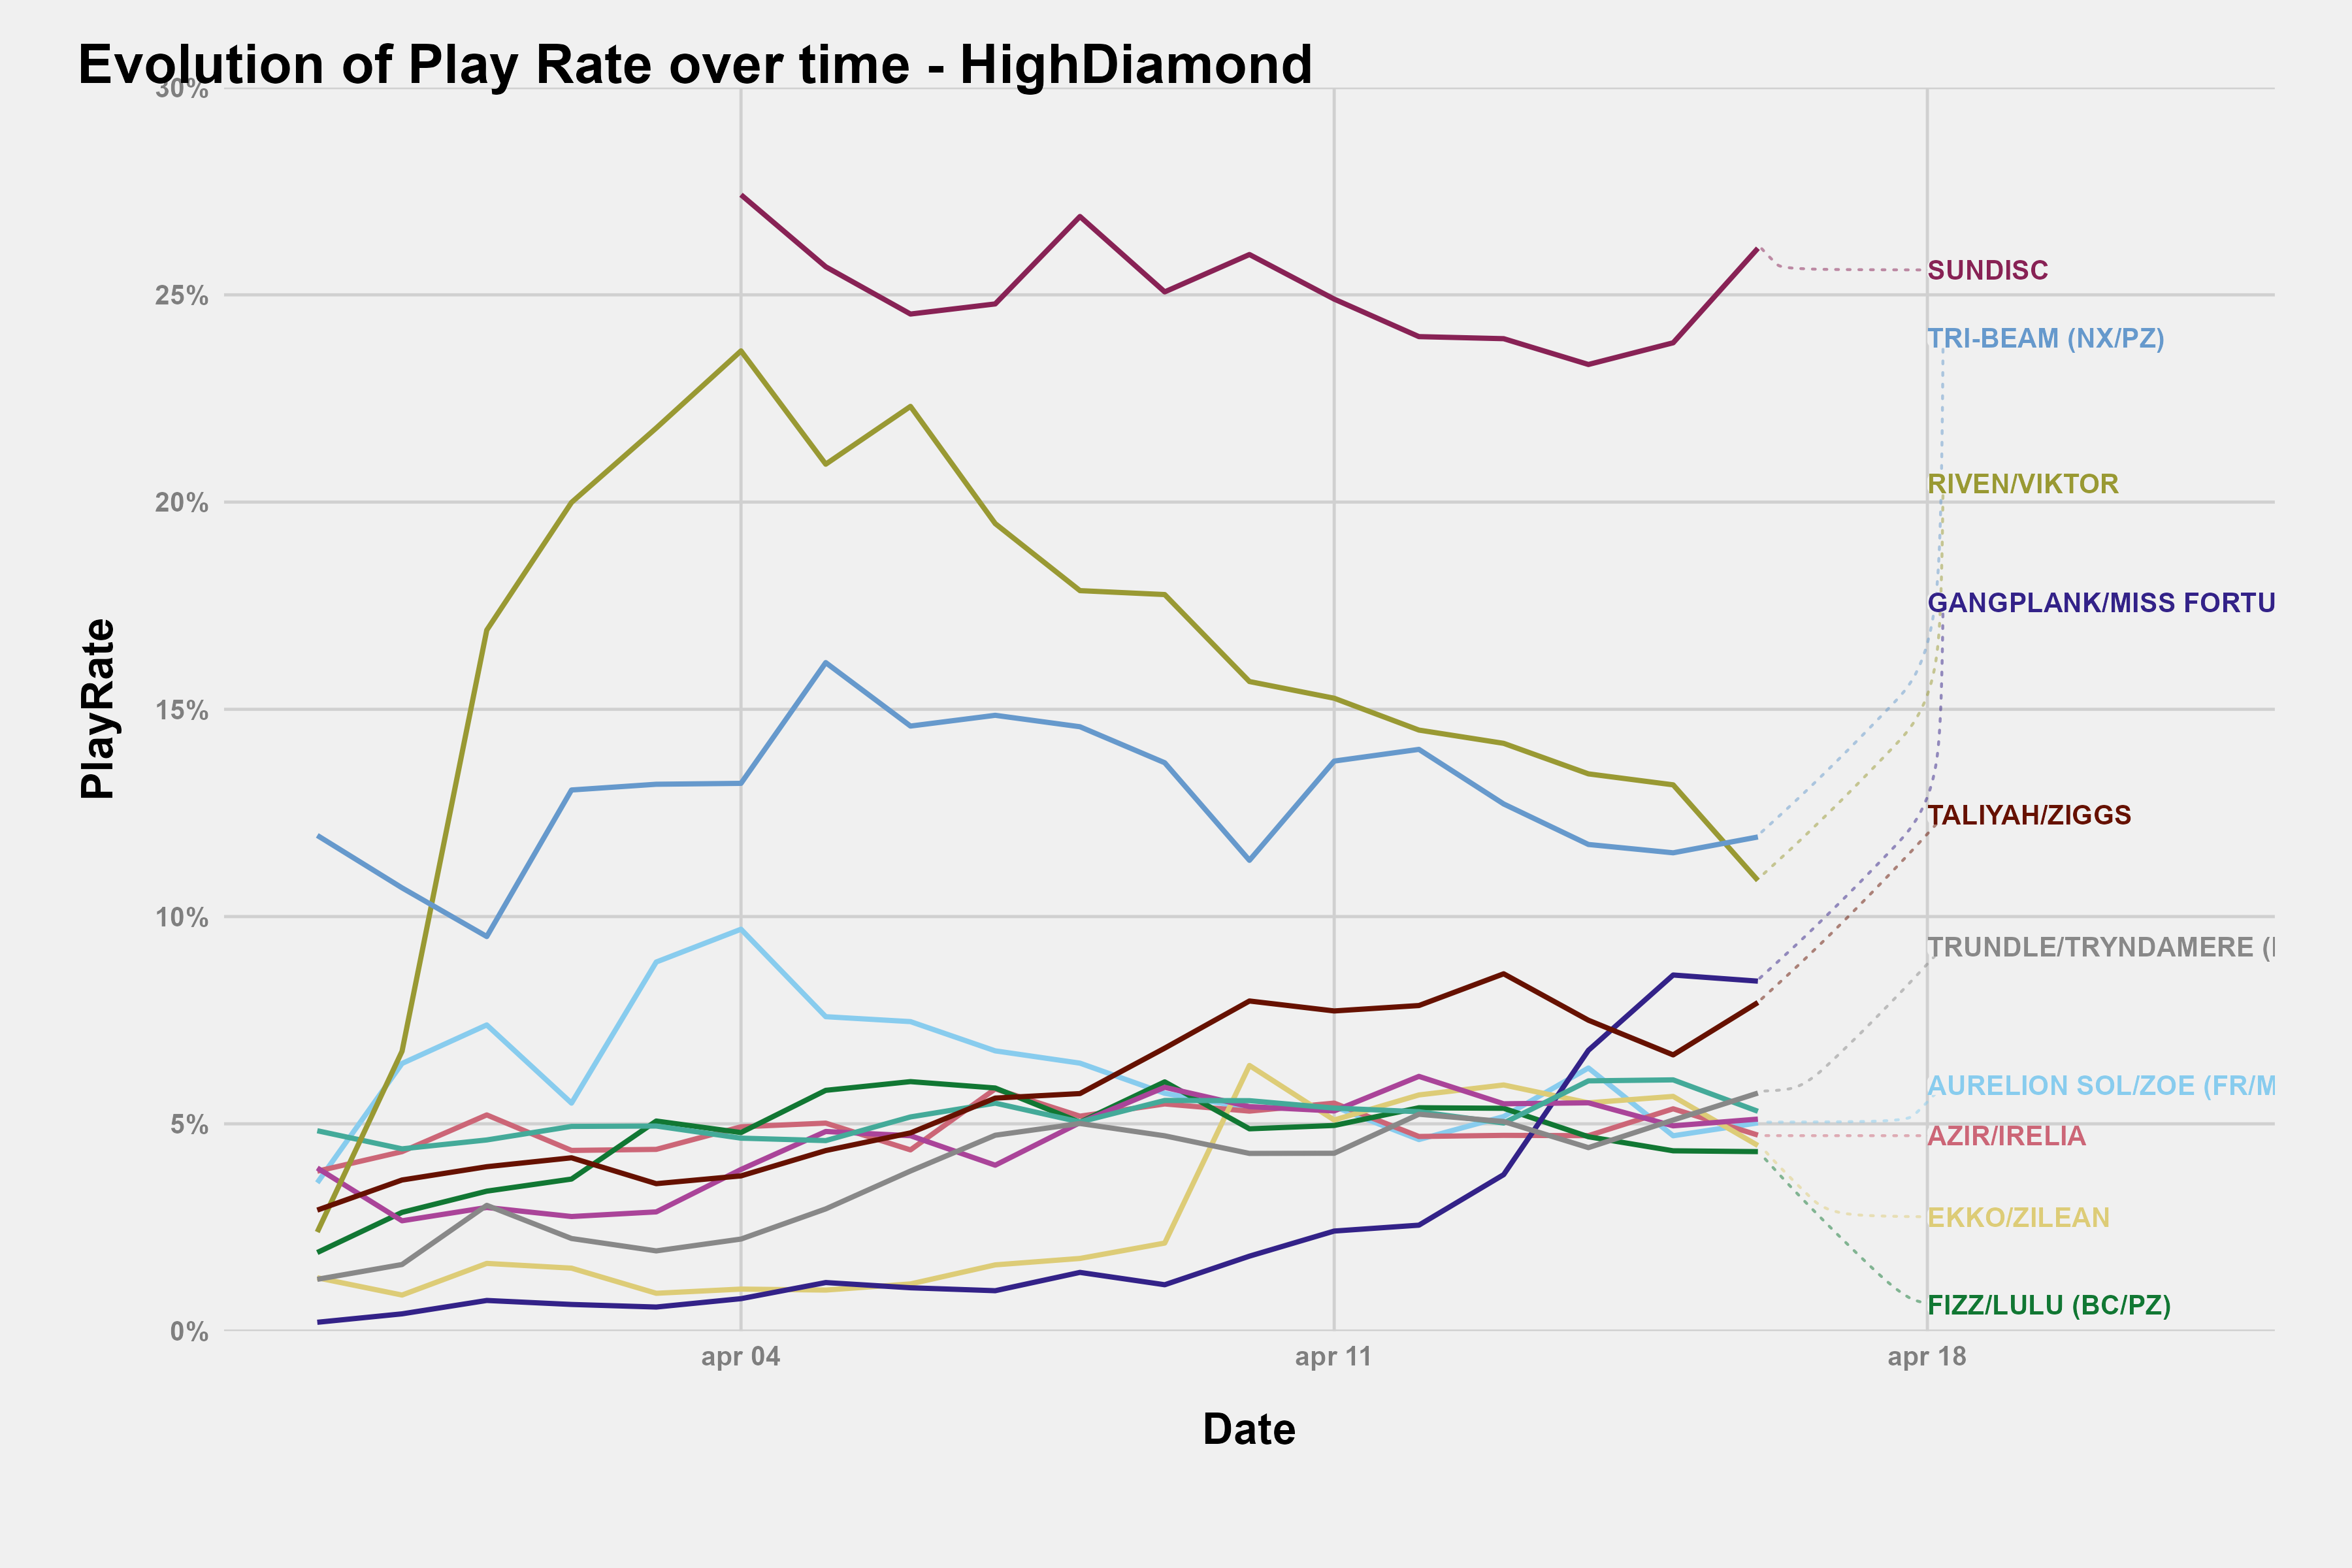 Evolution of Play Rate over time - HighDiamond
30%
25%
20%
15%
10%
5%
0%
PlayRate
SUNDISC
TRI-BEAM (NX/PZ)
RIVEN/VIKTOR
GANGPLANK/MISS FORTU
TALIYAH/ZIGGS
TRUNDLE/TRYNDAMERE (
AURELION SOL/ZOE (FR/M
AZIR/IRELIA
EKKO/ZILEAN
FIZZ/LULU (BC/PZ)
apr 04
apr 11
apr 18
Date